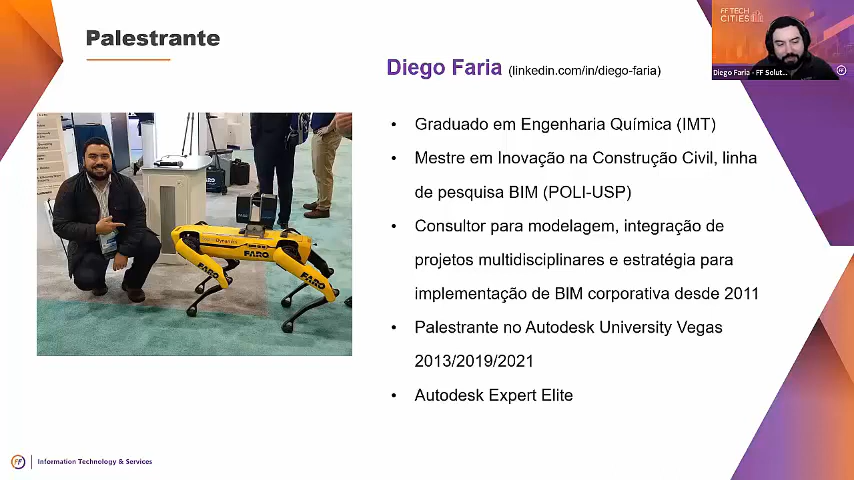 Palestrante
Diego Faria (linkedin.com/in/diego-faria)
• Graduado em Engenharia Química (IMT)
• Mestre em Inovação na Construção Civil, linha
de pesquisa BIM (POLI-USP)
• Consultor para modelagem, integração de
projetos multidisciplinares e estratégia para
implementação de BIM corporativa desde 2011
• Palestrante no Autodesk University Vegas
2013/2019/2021
• Autodesk Expert Elite
FF TECH
CITIES
Diego Faria - FF Solut...
FARO
FARO
FARO
FF
Information Technology & Services